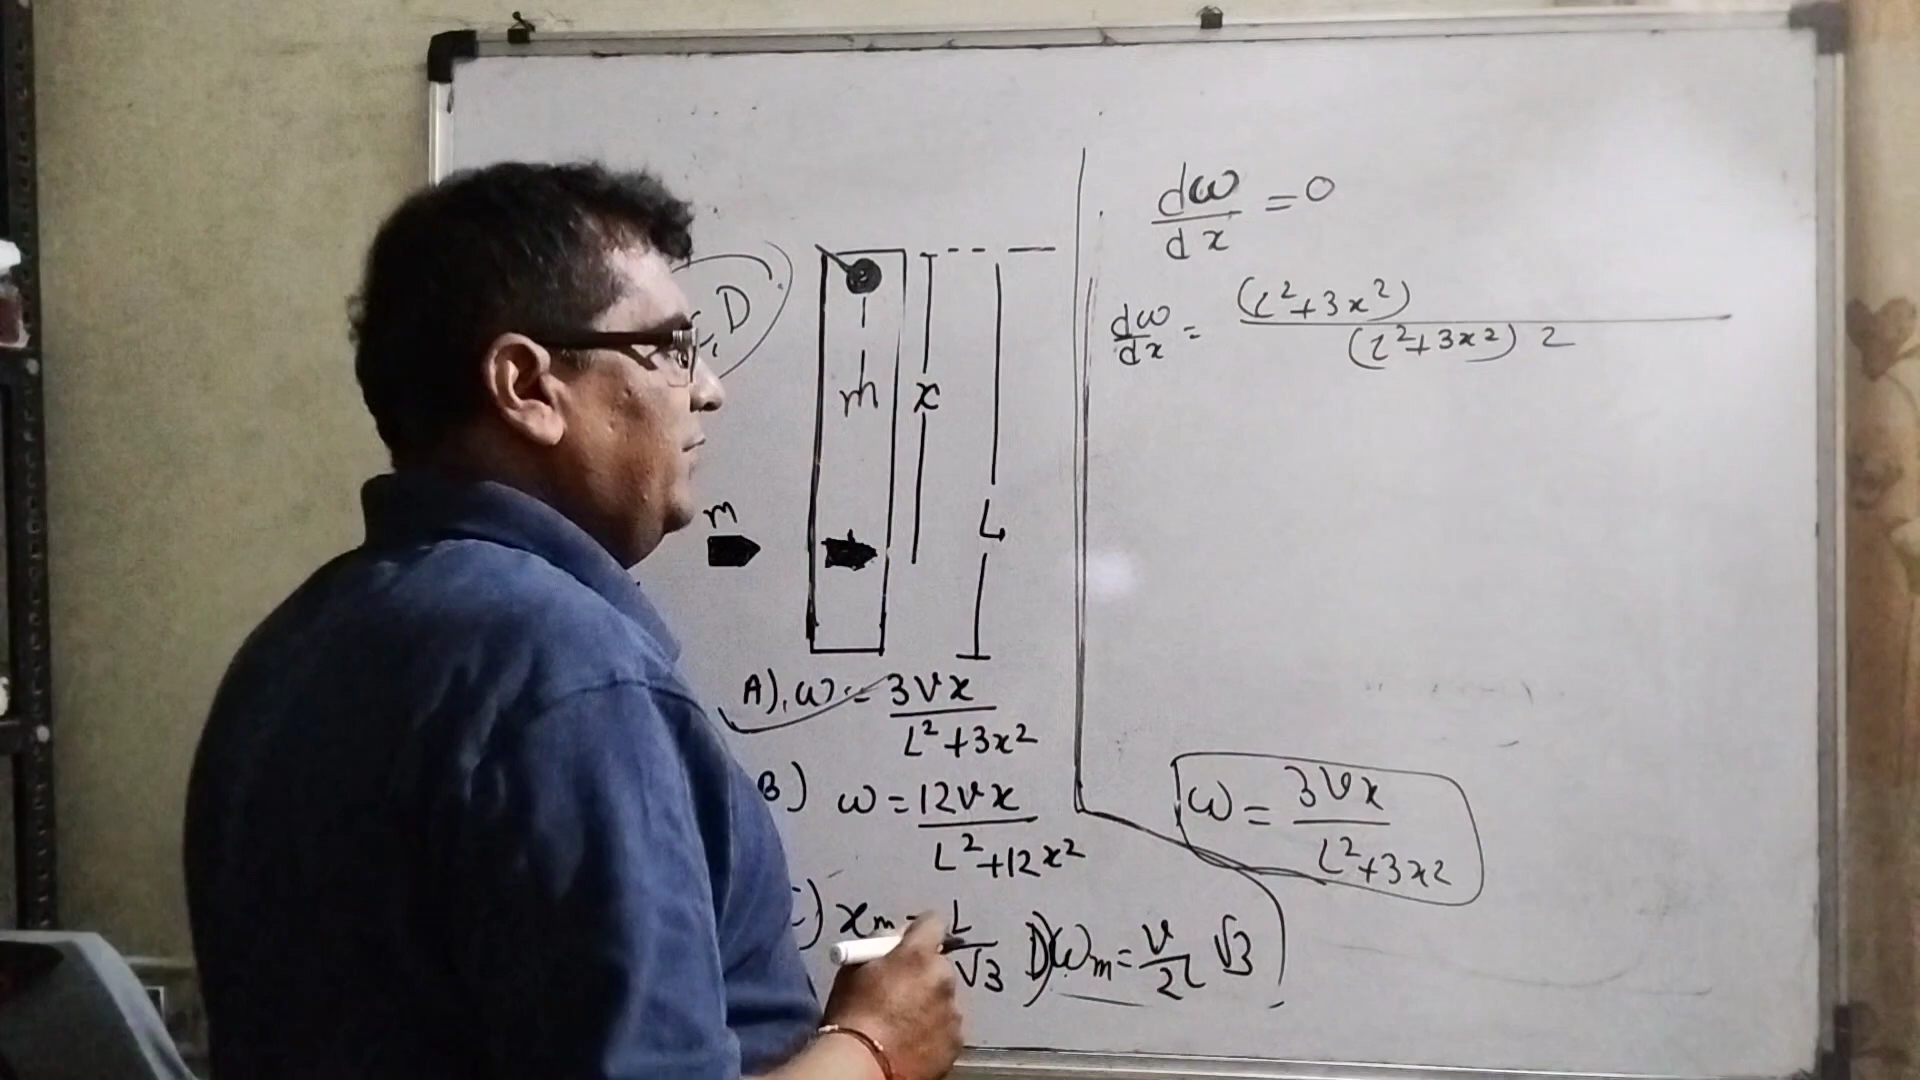 C, D
m
x
L
m
A). ω = 3vx / L²+3x²
B) ω = 12vx / L²+12x²
C) xm = L / √3 D) ωm = v / 2L √3
dω / dx = 0
dω / dx = (L²+3x²) / (L²+3x²) 2
ω = 3vx / L²+3x²